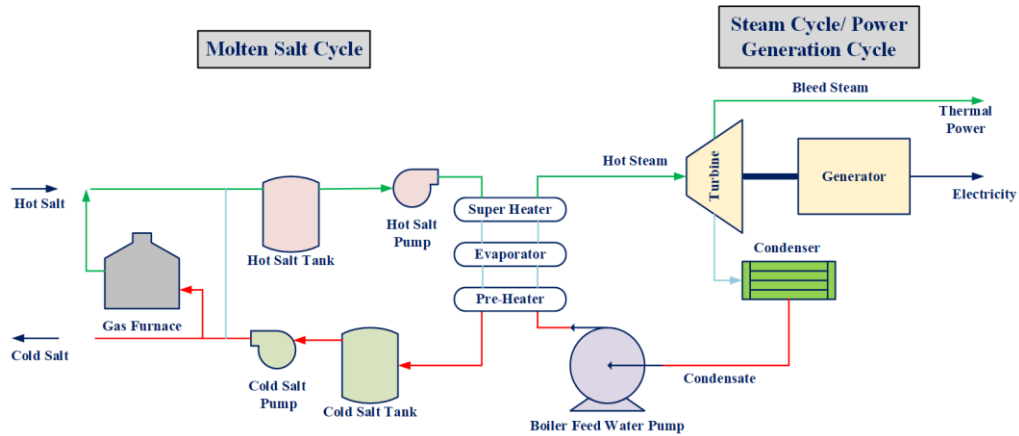 Molten Salt Cycle
Steam Cycle/ Power
Generation Cycle
Bleed Steam
Thermal
Power
Hot Steam
Turbine
Generator
Electricity
Hot Salt
Hot Salt Tank
Hot Salt
Pump
Super Heater
Evaporator
Pre-Heater
Condenser
Gas Furnace
Cold Salt
Cold Salt
Pump
Cold Salt Tank
Condensate
Boiler Feed Water Pump